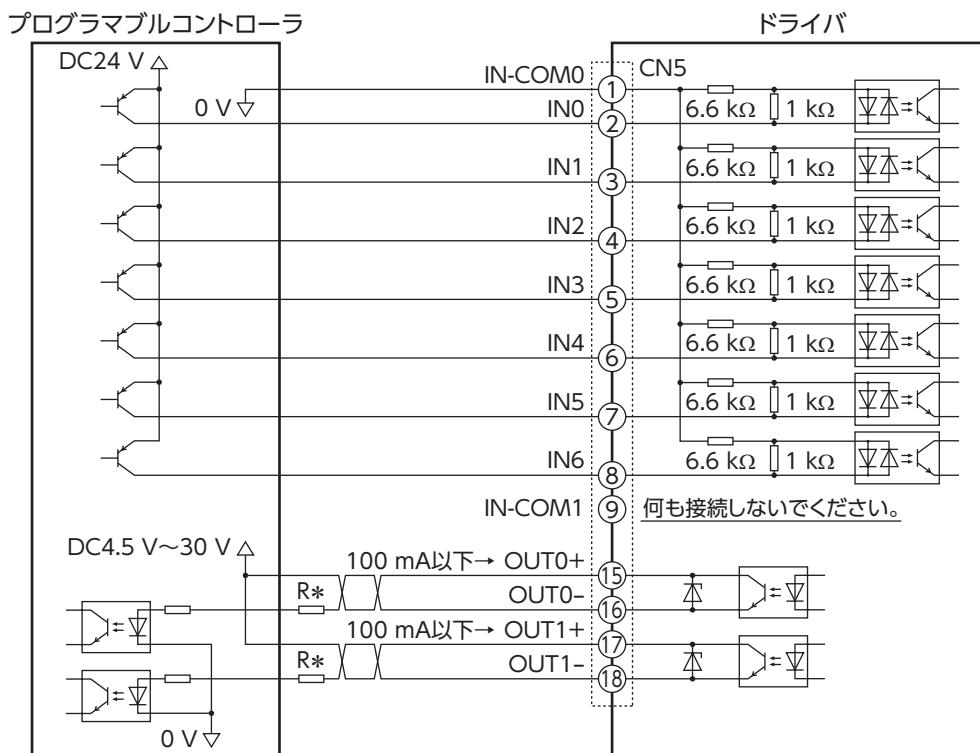 プログラマブルコントローラ
ドライバ
DC24 V
IN-COM0
CN5
①
0 V
6.6 kΩ
1 kΩ
IN0
②
IN1
③
6.6 kΩ
1 kΩ
IN2
④
6.6 kΩ
1 kΩ
IN3
⑤
6.6 kΩ
1 kΩ
IN4
⑥
6.6 kΩ
1 kΩ
IN5
⑦
6.6 kΩ
1 kΩ
IN6
⑧
6.6 kΩ
1 kΩ
IN-COM1
⑨
何も接続しないでください。
DC4.5 V～30 V
100 mA以下→ OUT0+
⑮
R*
OUT0−
⑯
100 mA以下→ OUT1+
⑰
R*
OUT1−
⑱
0 V